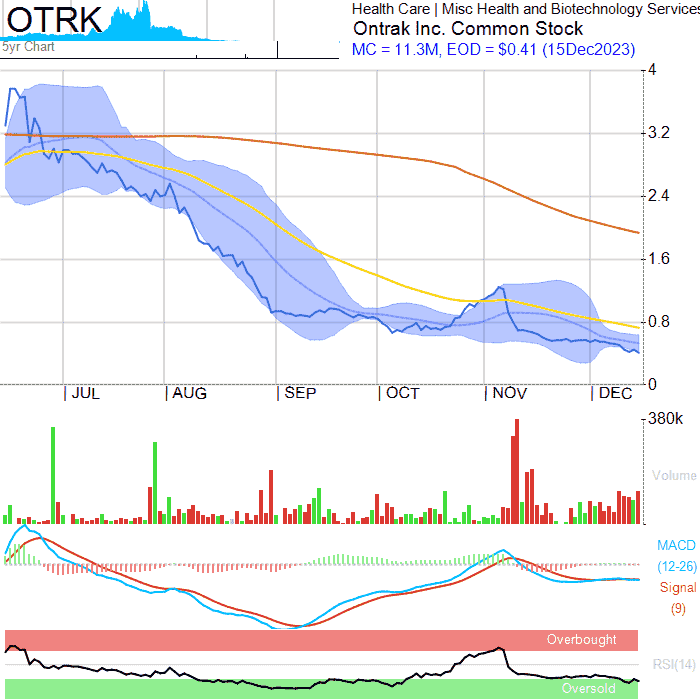 OTRK
5yr Chart
Health Care | Misc Health and Biotechnology Services
Ontrak Inc. Common Stock
MC = 11.3M, EOD = $0.41 (15Dec2023)
4
3.2
2.4
1.6
0.8
0
JUL AUG SEP OCT NOV DEC
380k
Volume
MACD
(12-26)
Signal
(9)
Overbought
RSI(14)
Oversold